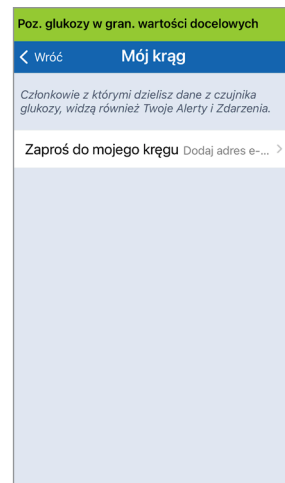 Poz. glukozy w gran. wartości docelowych
Wróć Mój krąg
Członkowie z którymi dzielisz dane z czujnika
glukozy, widzą również Twoje Alerty i Zdarzenia.
Zaproś do mojego kręgu Dodaj adres e-...